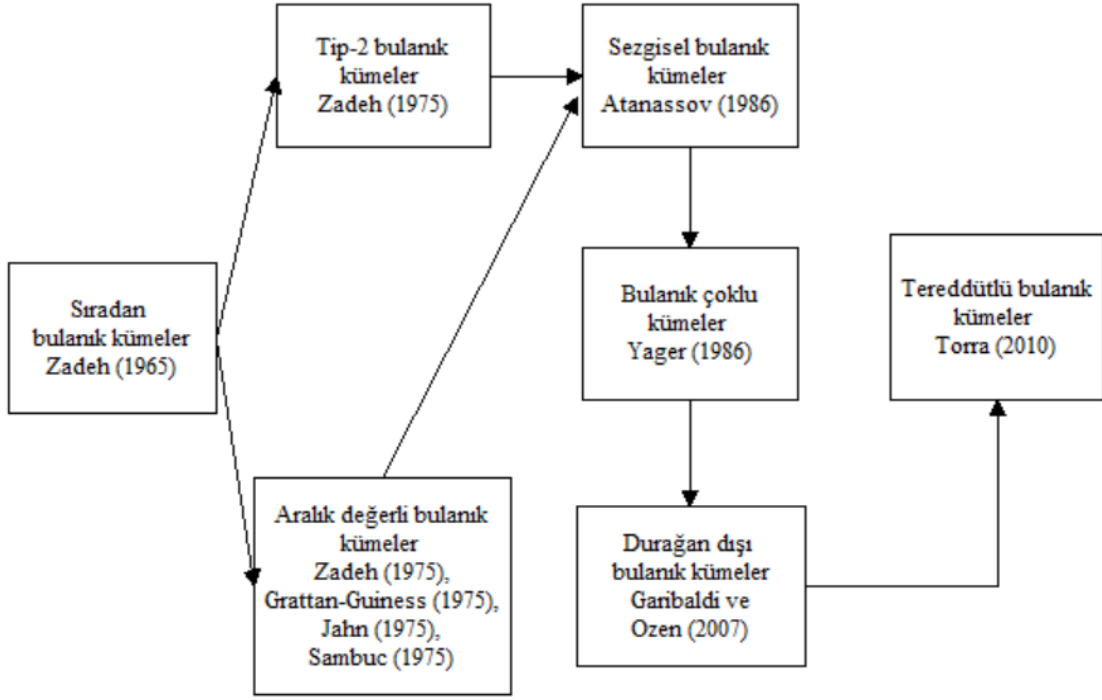 Sıradan
bulanık kümeler
Zadeh (1965)
Tip-2 bulanık
kümeler
Zadeh (1975)
Aralık değerli bulanık
kümeler
Zadeh (1975),
Grattan-Guiness (1975),
Jahn (1975),
Sambuc (1975)
Sezgisel bulanık
kümeler
Atanassov (1986)
Bulanık çoklu
kümeler
Yager (1986)
Durağan dışı
bulanık kümeler
Garibaldi ve
Ozen (2007)
Tereddütlü bulanık
kümeler
Torra (2010)